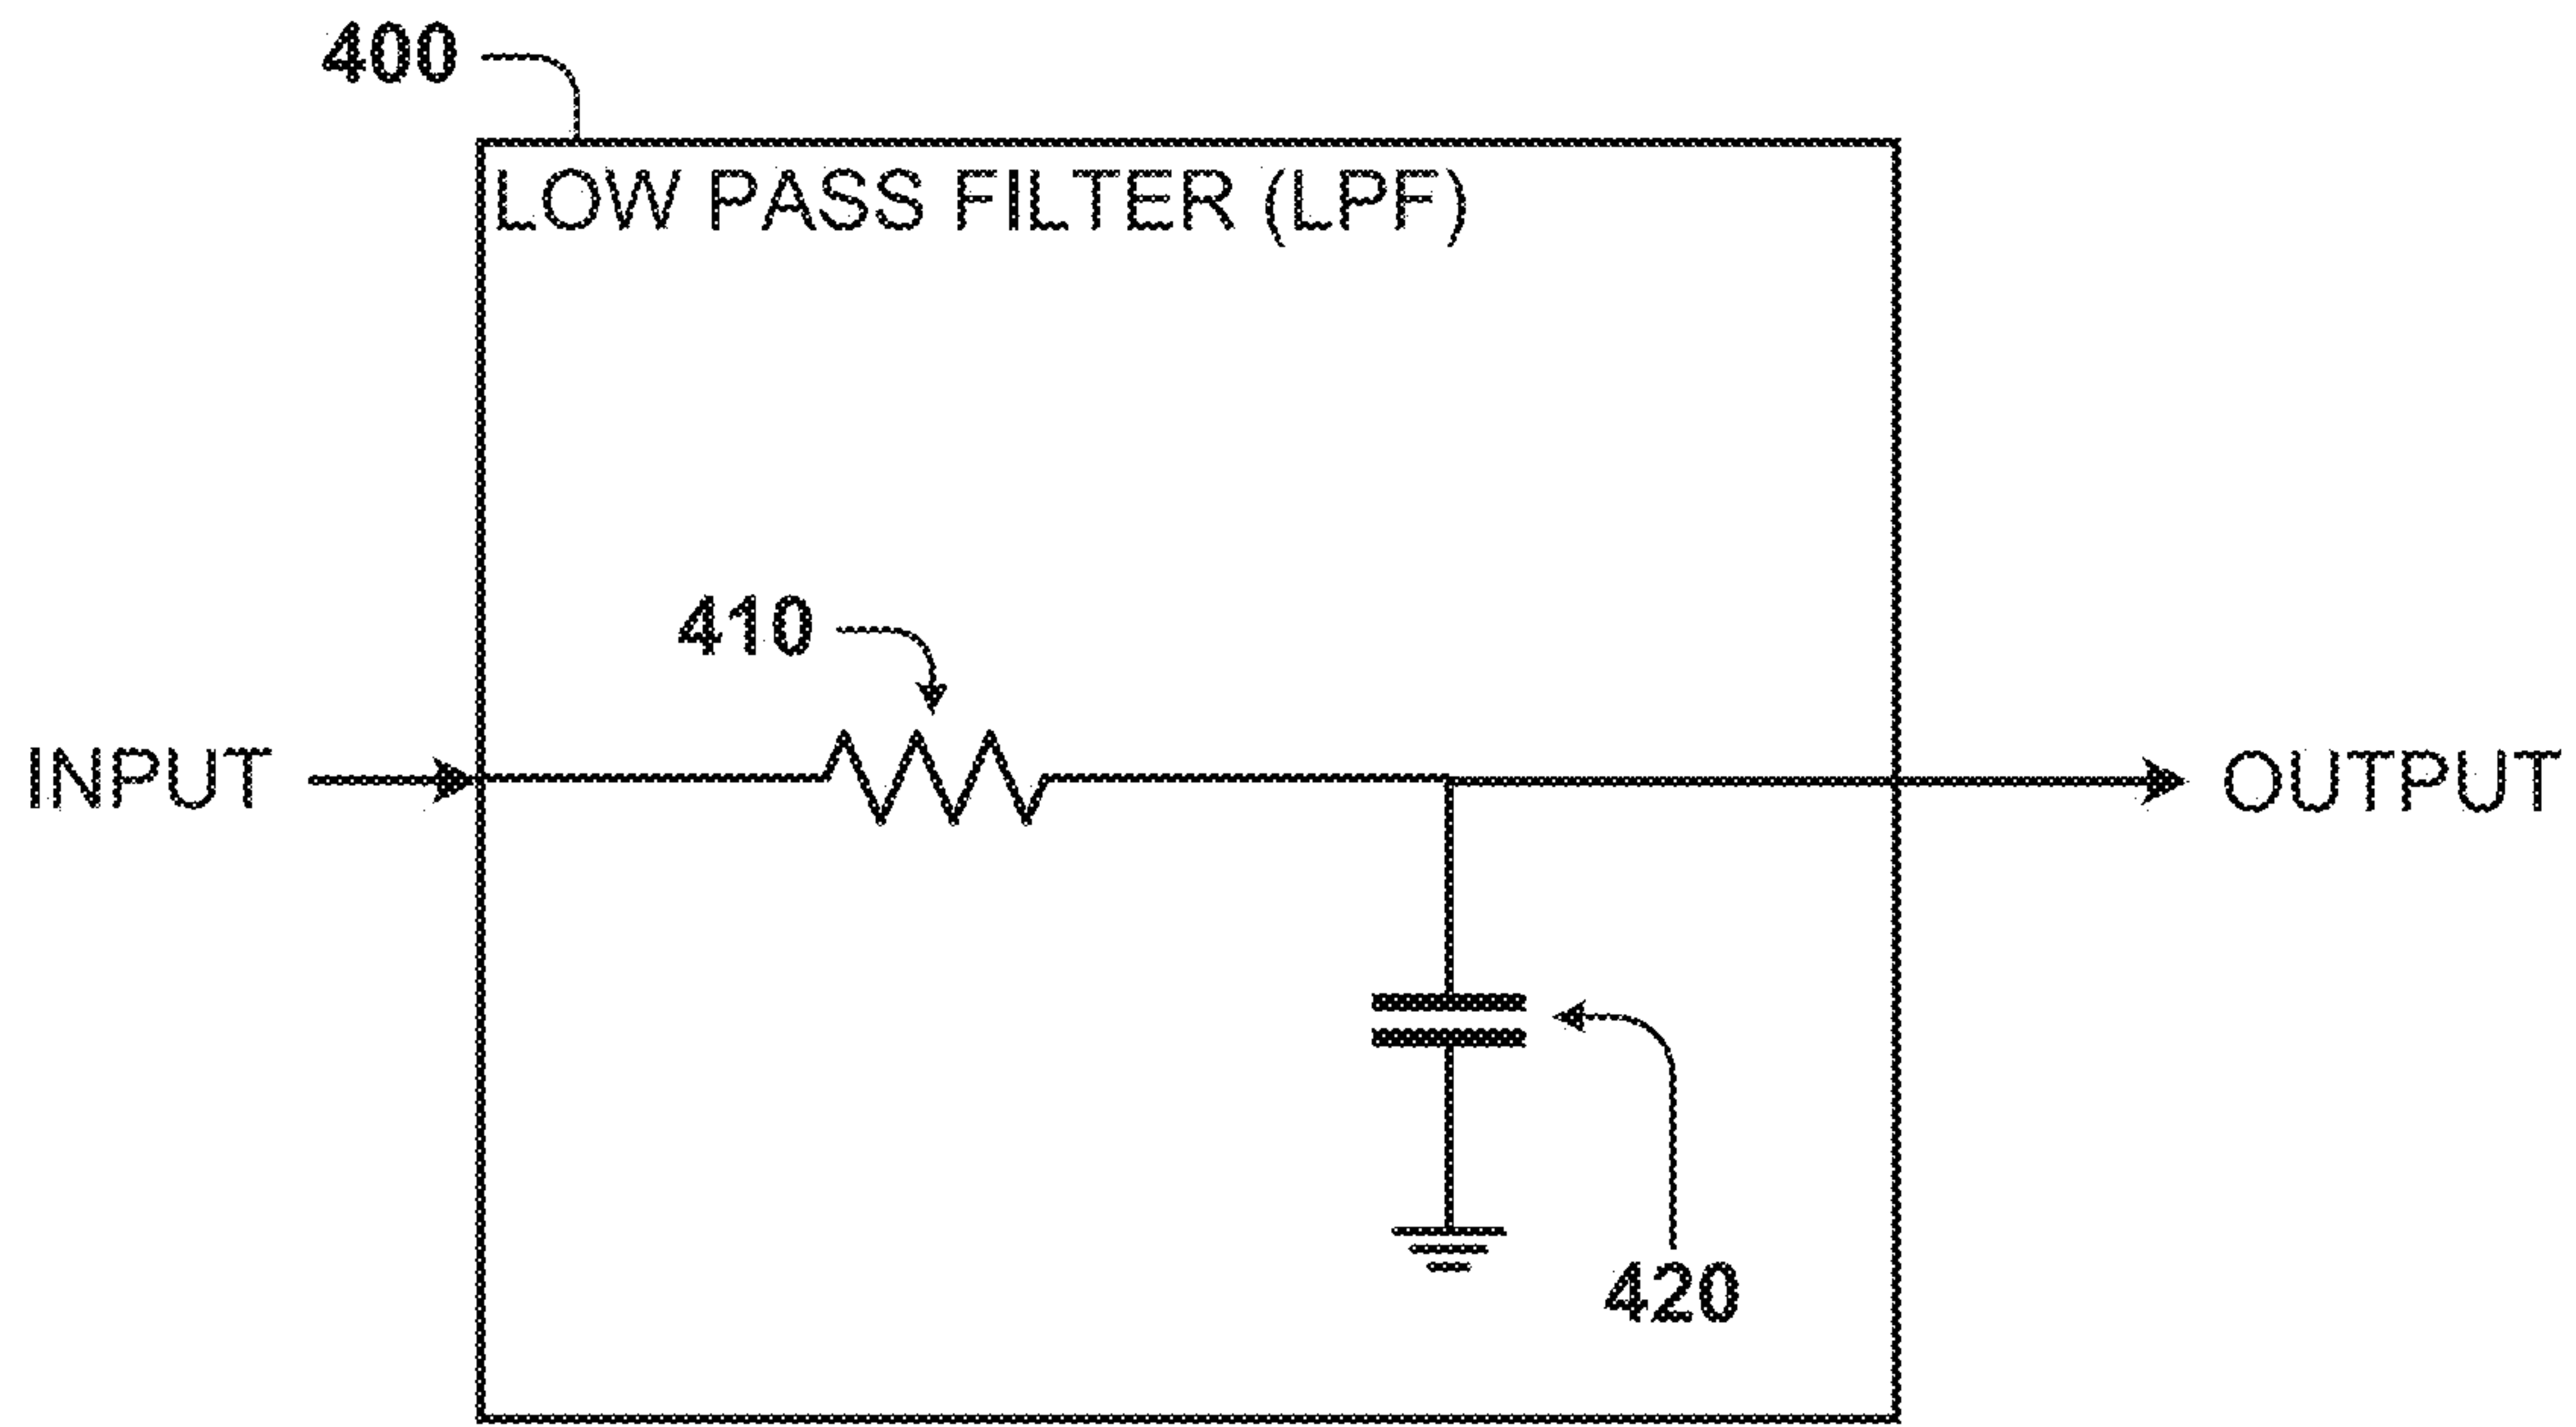 400
LOW PASS FILTER (LPF)
410
INPUT
OUTPUT
420